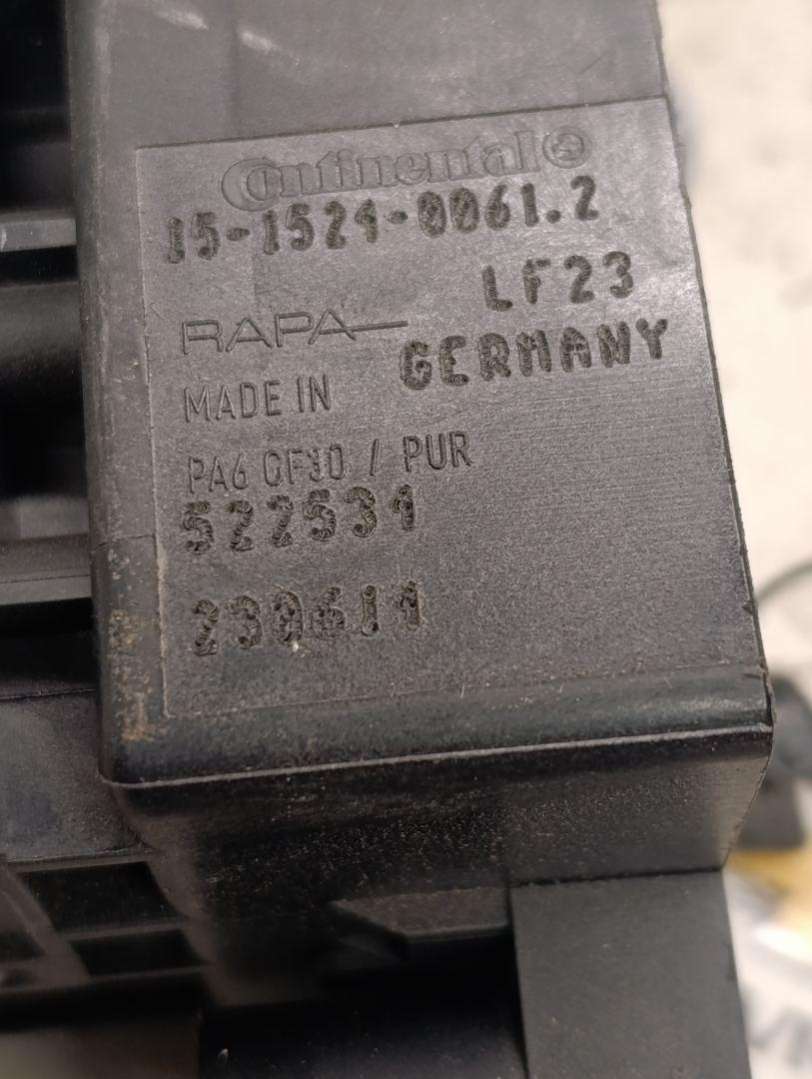 Continental
15-1524-0061.2
LF23
RAPA
MADE IN GERMANY
PA6 GF30 / PUR
522531
230611